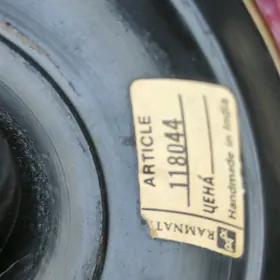 ARTICLE 118044
ЦЕНА
Handmade in India